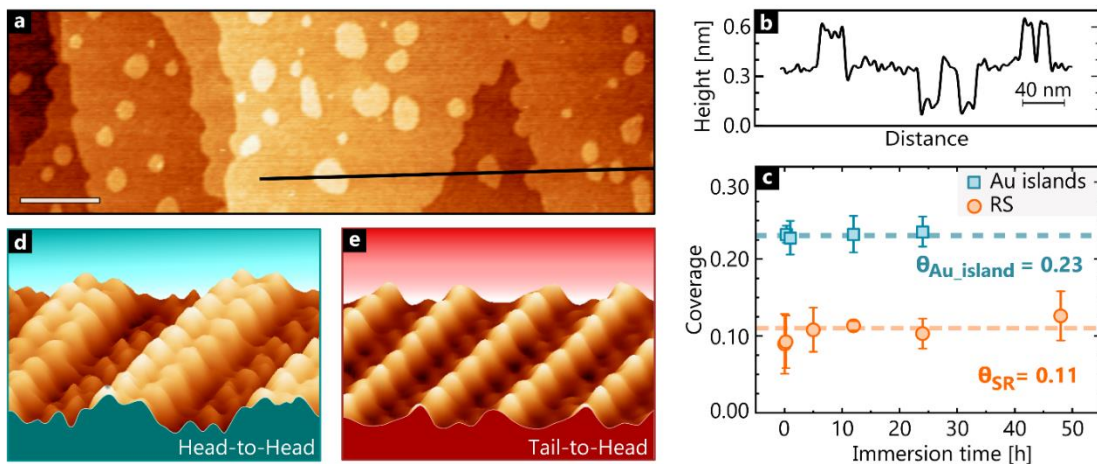 a
b
Height [nm]
0.6
0.3
0.0
40 nm
Distance
c
Coverage
0.30
0.20
0.10
0.00
Au islands
RS
θAu_island = 0.23
θSR= 0.11
0
10
20
30
40
50
Immersion time [h]
d
Head-to-Head
e
Tail-to-Head